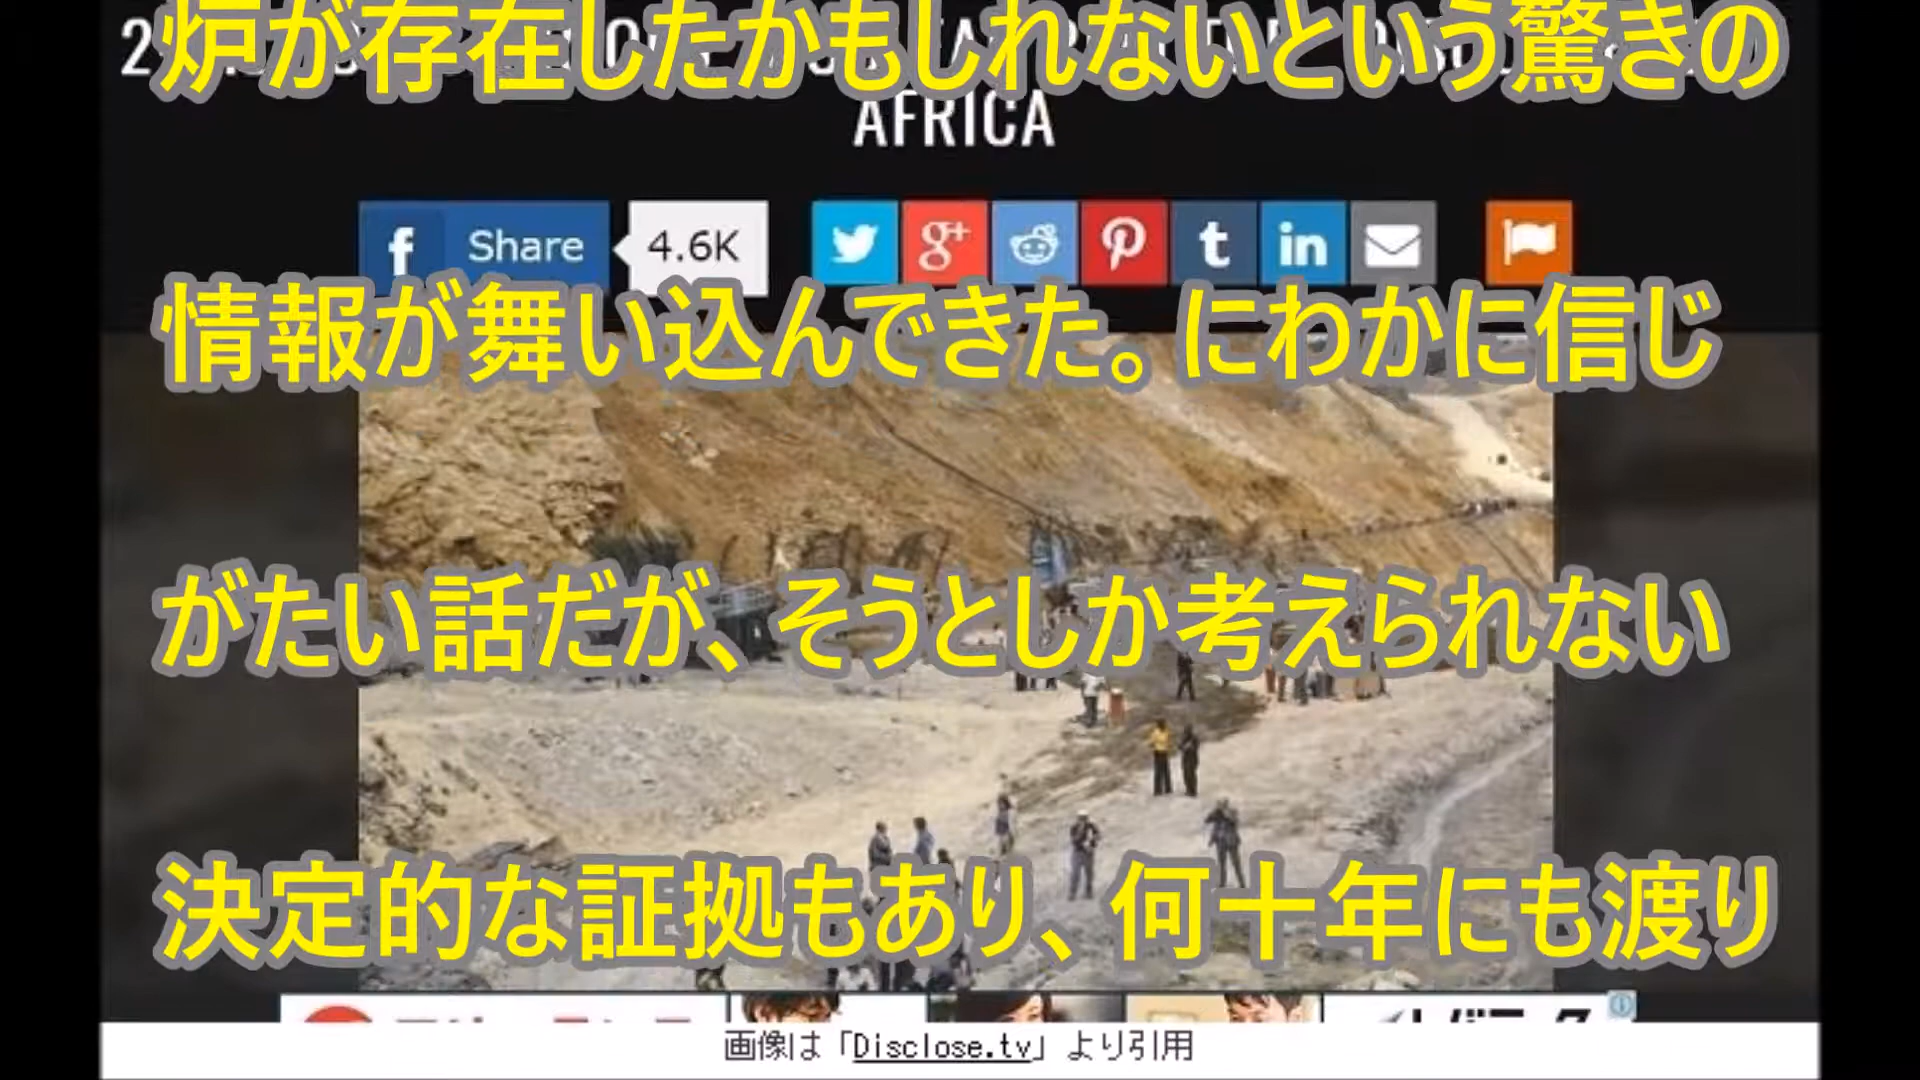 炉が存在したかもしれないという驚きの
AFRICA
Share
4.6K
情報が舞い込んできた。にわかに信じ
がたい話だが、そうとしか考えられない
決定的な証拠もあり、何十年にも渡り
画像は「Disclose.tv」より引用